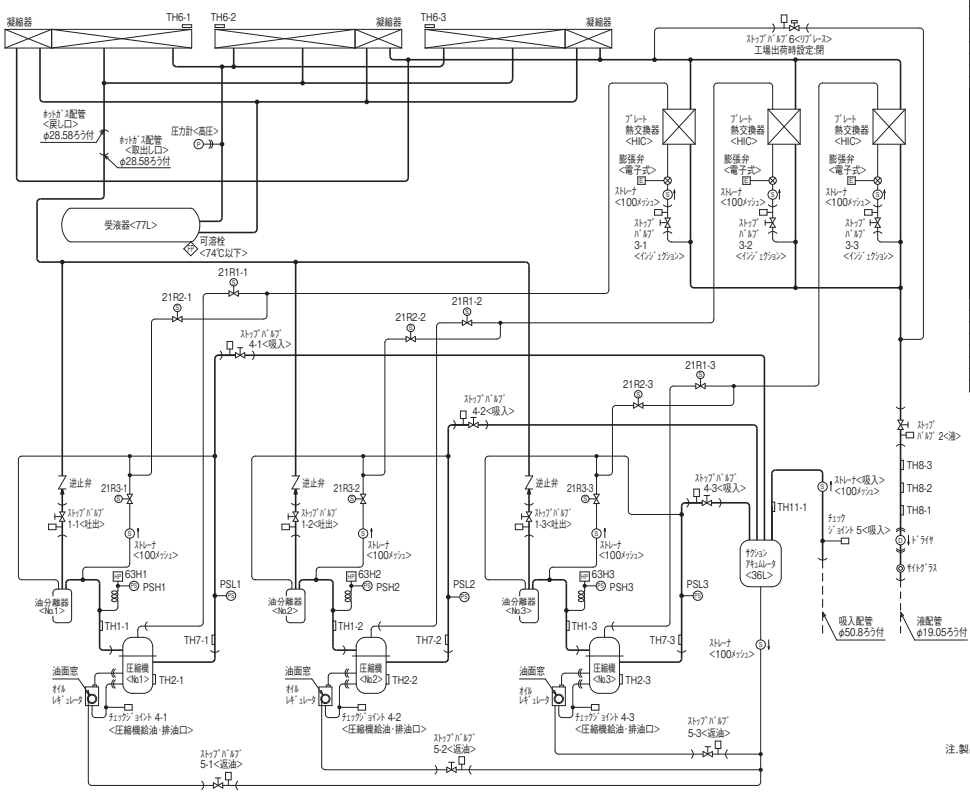 凝縮器
TH6-1
TH6-2
凝縮器
TH6-3
凝縮器
ストップバルブ6<リプレース>
工場出荷時設定:閉
ホットガス配管
<戻し口>
φ28.58ろう付
ホットガス配管
<取出し口>
φ28.58ろう付
圧力計<高圧>
P
受液器<77L>
可溶栓
<74℃以下>
プレート
熱交換器
<HIC>
膨張弁
<電子式>
E
ストレーナ
<100メッシュ>
S
ストップ
バルブ
3-1
<インジェクション>
プレート
熱交換器
<HIC>
膨張弁
<電子式>
E
ストレーナ
<100メッシュ>
S
ストップ
バルブ
3-2
<インジェクション>
プレート
熱交換器
<HIC>
膨張弁
<電子式>
E
ストレーナ
<100メッシュ>
S
ストップ
バルブ
3-3
<インジェクション>
21R1-1
S
21R2-1
S
21R1-2
S
21R2-2
S
21R1-3
S
21R2-3
S
ストップバルブ
4-1<吸入>
ストップバルブ
4-2<吸入>
ストップバルブ
4-3<吸入>
ストップ
バルブ2<液>
TH8-3
TH8-2
TH8-1
D
ドライヤ
サイトグラス
液配管
φ19.05ろう付
ストレーナ<吸入>
<100メッシュ>
S
チェック
ジョイント5<吸入>
吸入配管
φ50.8ろう付
TH11-1
サクション
アキュムレータ
<36L>
ストレーナ
<100メッシュ>
S
逆止弁
21R3-1
S
ストップバルブ
1-1<吐出>
ストレーナ
<100メッシュ>
S
HP
63H1
PS
PSH1
油分離器
<No.1>
TH1-1
PSL1
PS
TH7-1
圧縮機
<No.1>
TH2-1
油面窓
オイル
レギュレータ
チェックジョイント4-1
<圧縮機給油・排油口>
ストップバルブ
5-1<返油>
逆止弁
21R3-2
S
ストップバルブ
1-2<吐出>
ストレーナ
<100メッシュ>
S
HP
63H2
PS
PSH2
油分離器
<No.2>
TH1-2
PSL2
PS
TH7-2
圧縮機
<No.2>
TH2-2
油面窓
オイル
レギュレータ
チェックジョイント4-2
<圧縮機給油・排油口>
ストップバルブ
5-2<返油>
逆止弁
21R3-3
S
ストップバルブ
1-3<吐出>
ストレーナ
<100メッシュ>
S
HP
63H3
PS
PSH3
油分離器
<No.3>
TH1-3
PSL3
PS
TH7-3
圧縮機
<No.3>
TH2-3
油面窓
オイル
レギュレータ
チェックジョイント4-3
<圧縮機給油・排油口>
ストップバルブ
5-3<返油>
注.製